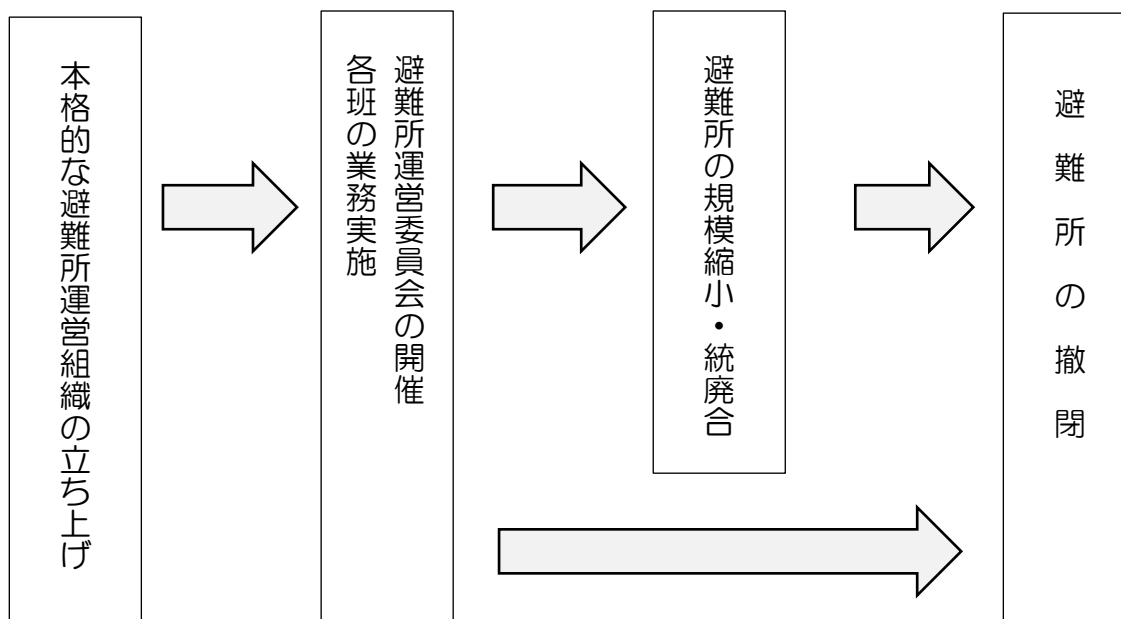 本格的な避難所運営組織の立ち上げ
避難所運営委員会の開催
各班の業務実施
避難所の規模縮小・統廃合
避難所の撤閉